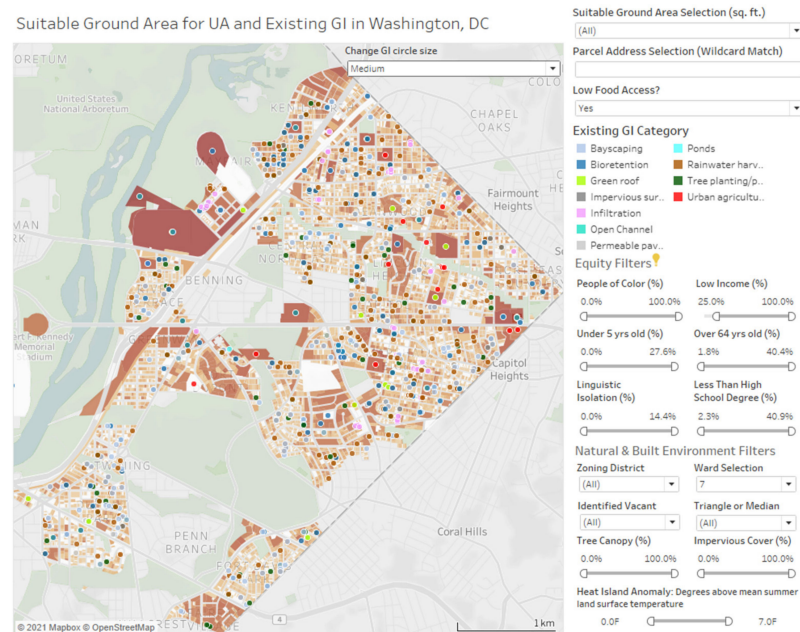 Suitable Ground Area for UA and Existing GI in Washington, DC
Change GI circle size
Medium
United States
National Arboretum
CHAPEL
OAKS
Fairmount
Heights
BENNING
Memorial
Capitol
Heights
PENN
BRANCH
Coral Hills
4
© 2021 Mapbox © OpenStreetMap
1 km
Suitable Ground Area Selection (sq. ft.)
(All)
Parcel Address Selection (Wildcard Match)
Low Food Access?
Yes
Existing GI Category
Bayscaping
Ponds
Bioretention
Rainwater harv..
Green roof
Tree planting/p..
Impervious sur..
Urban agricultu..
Infiltration
Open Channel
Permeable pav..
Equity Filters
People of Color (%)
Low Income (%)
0.0% 100.0%
25.0% 100.0%
Under 5 yrs old (%)
Over 64 yrs old (%)
0.0% 27.6%
1.8% 40.4%
Linguistic
Isolation (%)
Less Than High
School Degree (%)
0.0% 14.4%
2.3% 40.9%
Natural & Built Environment Filters
Zoning District
Ward Selection
(All)
7
Identified Vacant
Triangle or Median
(All)
(All)
Tree Canopy (%)
Impervious Cover (%)
0.0% 100.0%
0.0% 100.0%
Heat Island Anomaly: Degrees above mean summer
land surface temperature
0.0F 7.0F